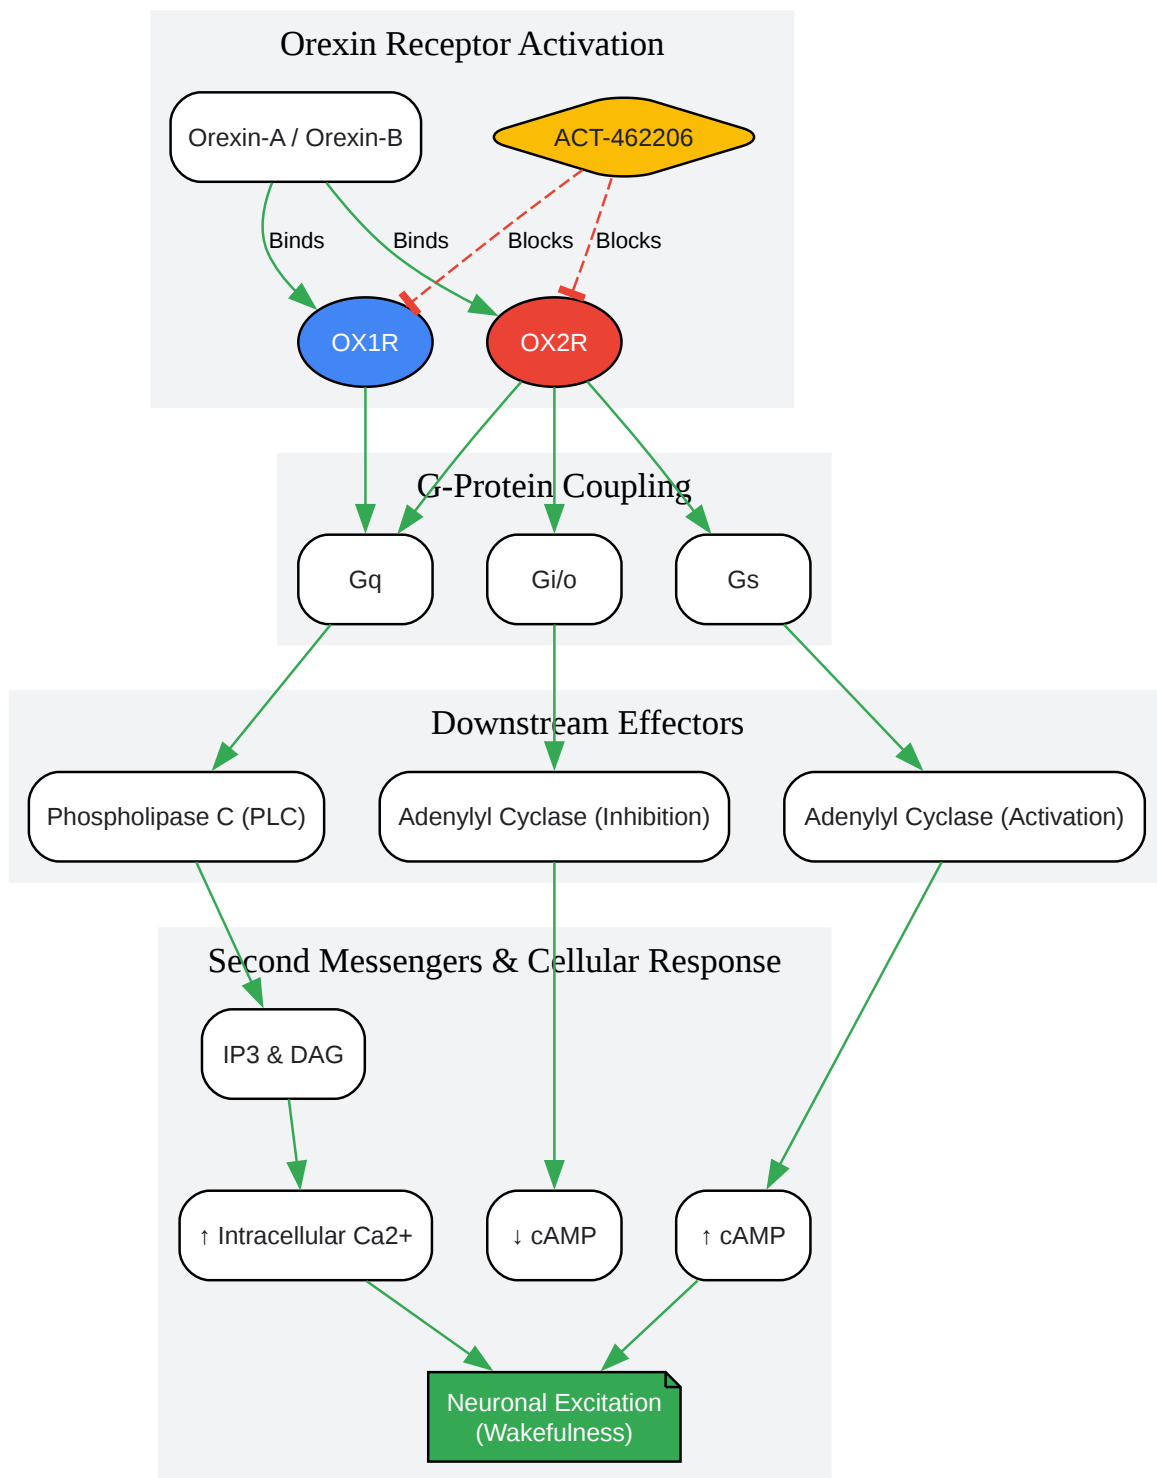 Orexin Receptor Activation
Orexin-A / Orexin-B
ACT-462206
Binds
Binds
Blocks
Blocks
OX1R
OX2R
G-Protein Coupling
Gq
Gi/o
Gs
Downstream Effectors
Phospholipase C (PLC)
Adenylyl Cyclase (Inhibition)
Adenylyl Cyclase (Activation)
Second Messengers & Cellular Response
IP3 & DAG
↑ Intracellular Ca2+
↓ cAMP
↑ cAMP
Neuronal Excitation
(Wakefulness)